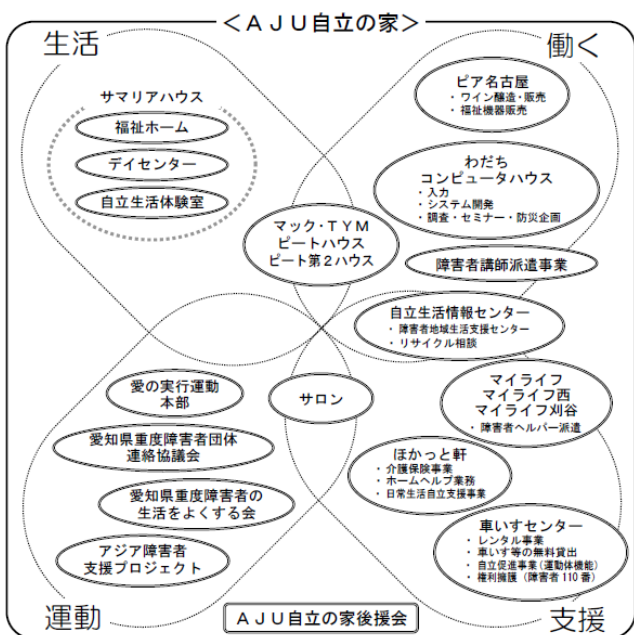 ＜ＡＪＵ自立の家＞
生活
働く
サマリアハウス
福祉ホーム
デイセンター
自立生活体験室
ピア名古屋
・ ワイン醸造・販売
・ 福祉機器販売
わだち
コンピュータハウス
・ 入力
・ システム開発
・ 調査・セミナー・防災企画
マック・ＴＹＭ
ピートハウス
ピート第２ハウス
障害者講師派遣事業
自立生活情報センター
・ 障害者地域生活支援センター
・ リサイクル相談
愛の実行運動
本部
サロン
マイライフ
マイライフ西
マイライフ刈谷
・ 障害者ヘルパー派遣
愛知県重度障害者団体
連絡協議会
ほかっと軒
・ 介護保険事業
・ ホームヘルプ業務
・ 日常生活自立支援事業
愛知県重度障害者の
生活をよくする会
車いすセンター
・ レンタル事業
・ 車いす等の無料貸出
・ 自立促進事業（運動体機能）
・ 権利擁護（障害者110番）
アジア障害者
支援プロジェクト
運動
ＡＪＵ自立の家後援会
支援